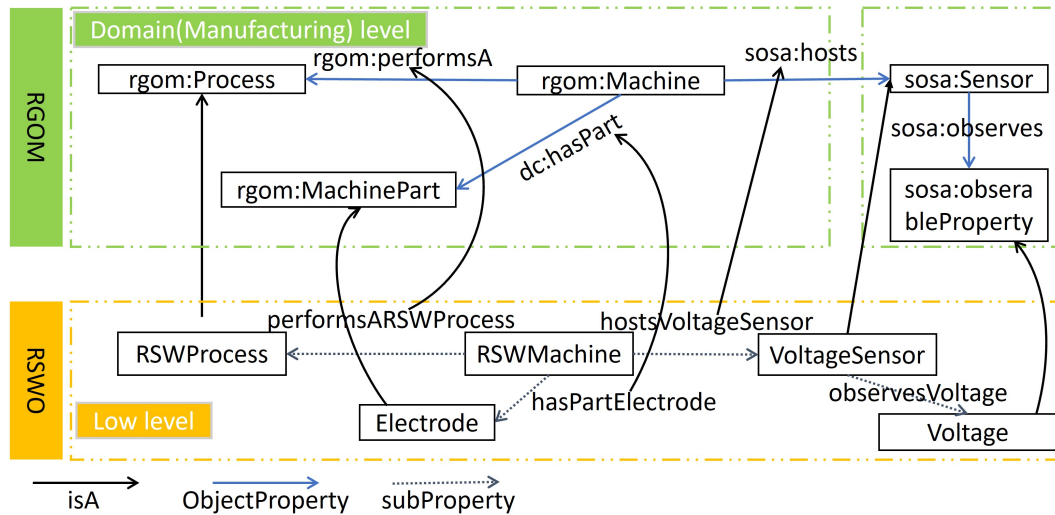 Domain(Manufacturing) level
rgom:performsA
sosa:hosts
rgom:Process
rgom:Machine
sosa:Sensor
RGOM
dc:hasPart
sosa:observes
rgom:MachinePart
sosa:obsera
bleProperty
performsARSWProcess
hostsVoltageSensor
RSWO
RSWProcess
RSWMachine
VoltageSensor
hasPartElectrode
observesVoltage
Low level
Electrode
Voltage
isA
ObjectProperty
subProperty